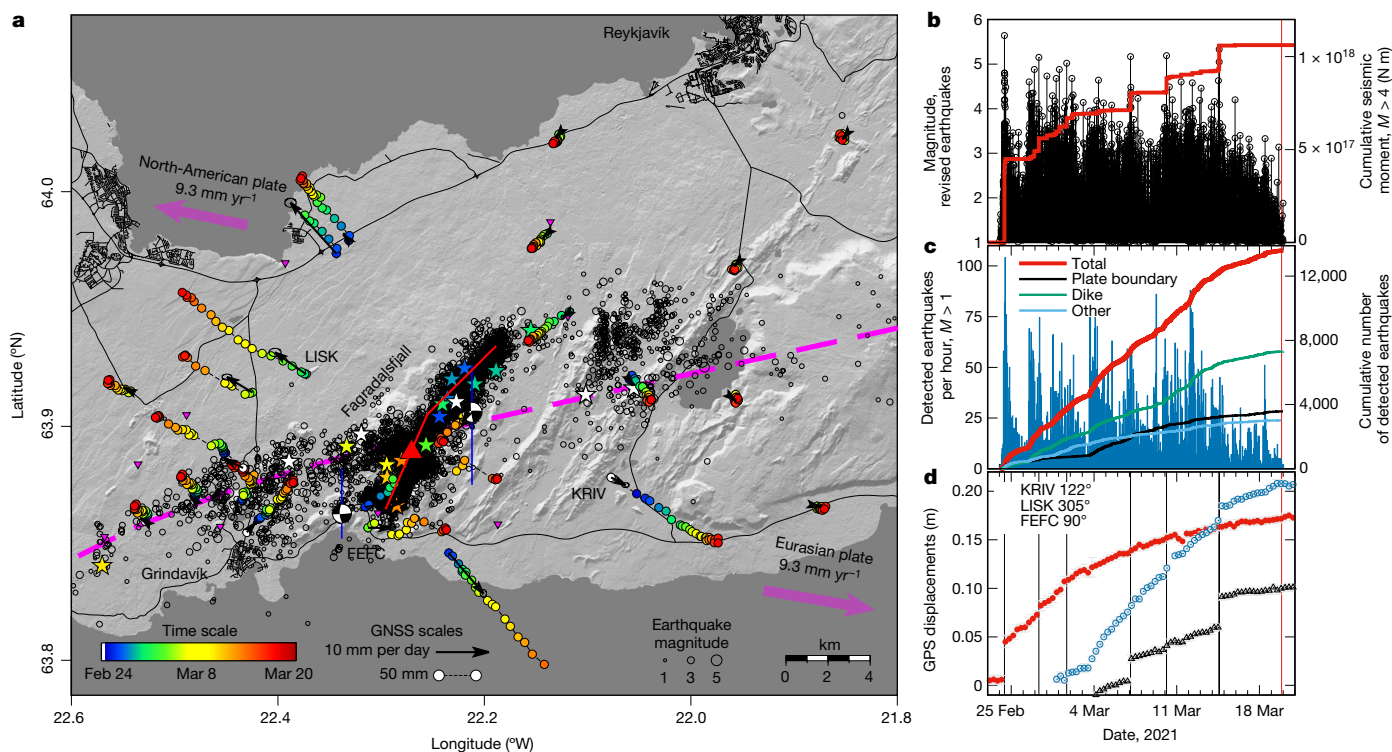 a
Reykjavík
North-American plate
9.3 mm yr⁻¹
64.0
Latitude (°N)
63.9
63.8
LISK
Fagradalsfjall
KRIV
FEFC
Grindavík
Eurasian plate
9.3 mm yr⁻¹
Time scale
Feb 24
Mar 8
Mar 20
GNSS scales
10 mm per day
50 mm
Earthquake
magnitude
1 3 5
km
0 2 4
22.6 22.4 22.2 22.0 21.8
Longitude (°W)
b
6
5
4
3
2
1
Magnitude,
revised earthquakes
1 × 10¹⁸
5 × 10¹⁷
0
Cumulative seismic
moment, M > 4 (N m)
c
100
75
50
25
0
Detected earthquakes
per hour, M > 1
Total
Plate boundary
Dike
Other
12,000
8,000
4,000
0
Cumulative number
of detected earthquakes
d
KRIV 122°
LISK 305°
FEFC 90°
0.20
0.15
0.10
0.05
0
GPS displacements (m)
25 Feb 4 Mar 11 Mar 18 Mar
Date, 2021